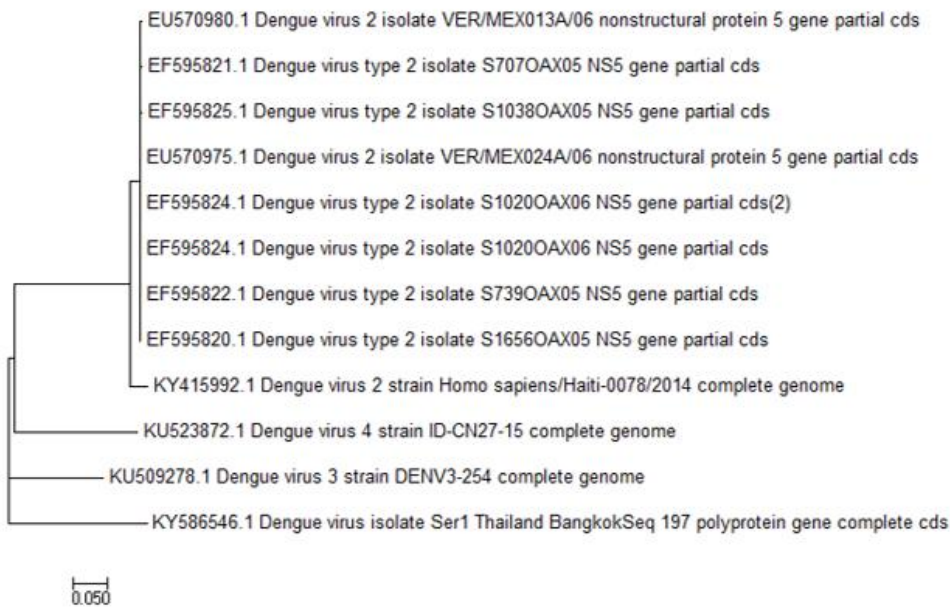 EU570980.1 Dengue virus 2 isolate VER/MEX013A/06 nonstructural protein 5 gene partial cds
EF595821.1 Dengue virus type 2 isolate S707OAX05 NS5 gene partial cds
EF595825.1 Dengue virus type 2 isolate S1038OAX05 NS5 gene partial cds
EU570975.1 Dengue virus 2 isolate VER/MEX024A/06 nonstructural protein 5 gene partial cds
EF595824.1 Dengue virus type 2 isolate S1020OAX06 NS5 gene partial cds(2)
EF595824.1 Dengue virus type 2 isolate S1020OAX06 NS5 gene partial cds
EF595822.1 Dengue virus type 2 isolate S739OAX05 NS5 gene partial cds
EF595820.1 Dengue virus type 2 isolate S1656OAX05 NS5 gene partial cds
KY415992.1 Dengue virus 2 strain Homo sapiens/Haiti-0078/2014 complete genome
KU523872.1 Dengue virus 4 strain ID-CN27-15 complete genome
KU509278.1 Dengue virus 3 strain DENV3-254 complete genome
KY586546.1 Dengue virus isolate Ser1 Thailand BangkokSeq 197 polyprotein gene complete cds
0.050